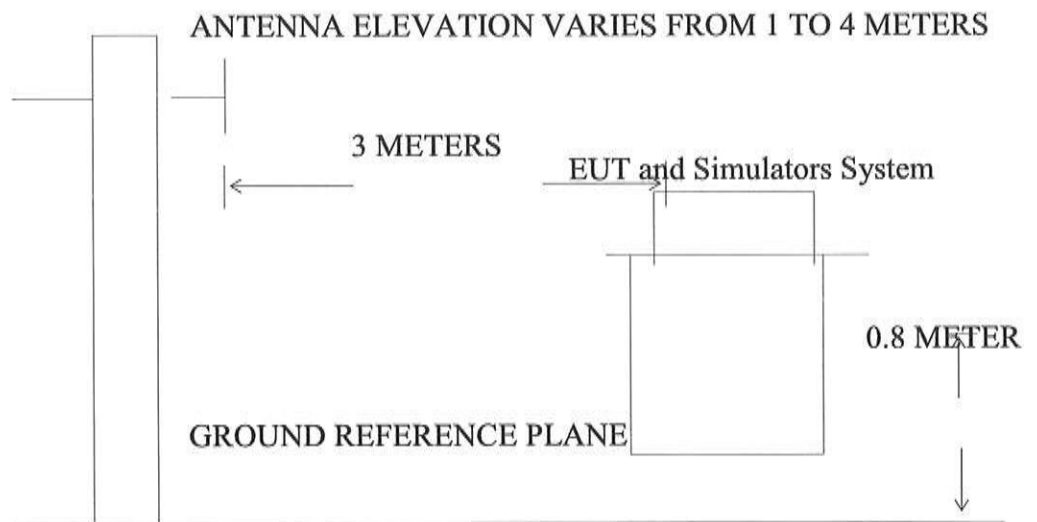 ANTENNA ELEVATION VARIES FROM 1 TO 4 METERS
3 METERS
EUT and Simulators System
0.8 METER
GROUND REFERENCE PLANE